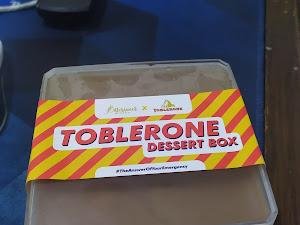 x TOBLERONE
TOBLERONE
DESSERT BOX
#TheAnswerOfYourEmergency